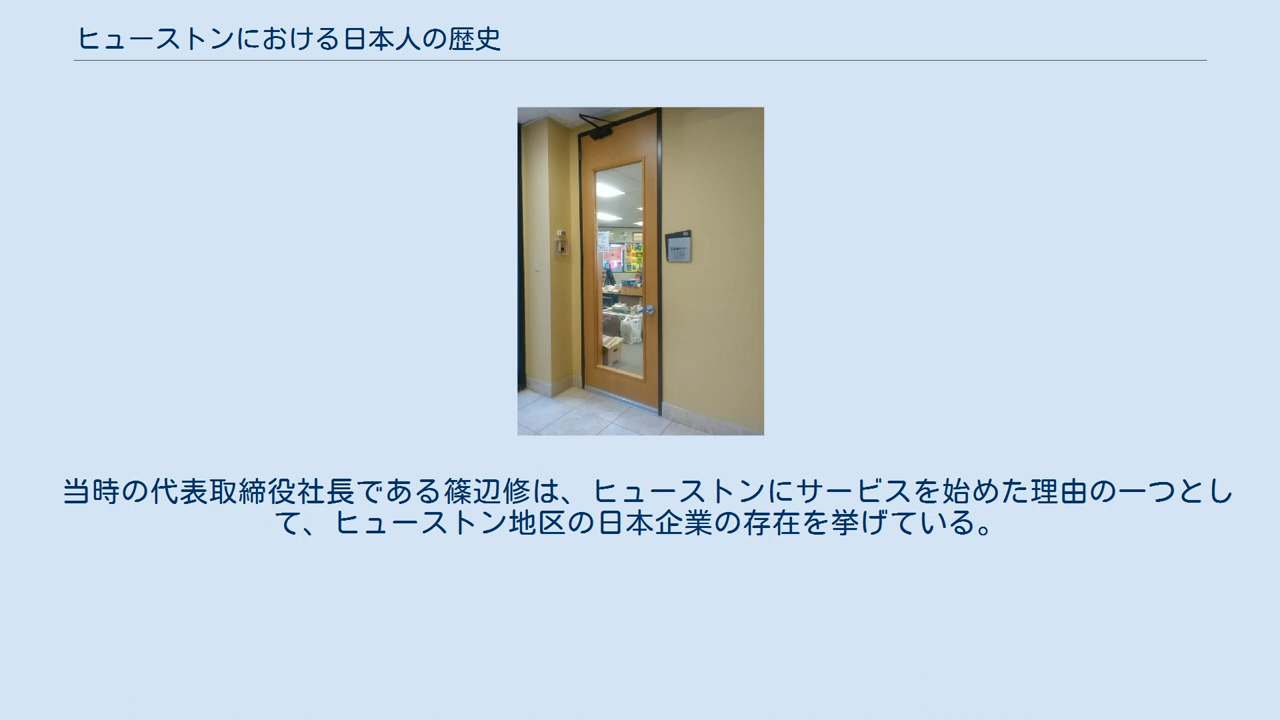 ヒューストンにおける日本人の歴史
当時の代表取締役社長である篠辺修は、ヒューストンにサービスを始めた理由の一つとし
て、ヒューストン地区の日本企業の存在を挙げている。